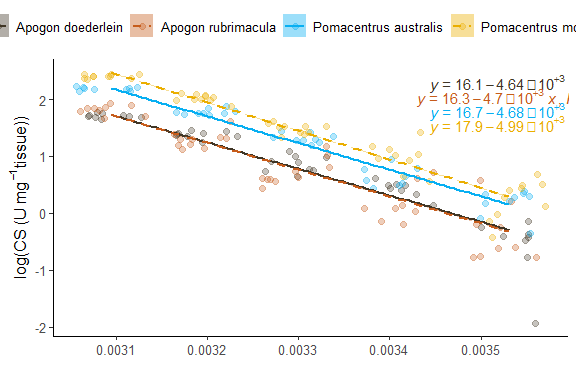 Apogon doederlein Apogon rubrimacula Pomacentrus australis Pomacentrus mo
y = 16.1 – 4.64 □ 10⁺³
y = 16.3 – 4.7 □ 10⁺³ x ,
y = 16.7 – 4.68 □ 10⁺³
y = 17.9 – 4.99 □ 10⁺³
log(CS (U mg⁻¹tissue))
2
1
0
-1
-2
0.0031 0.0032 0.0033 0.0034 0.0035